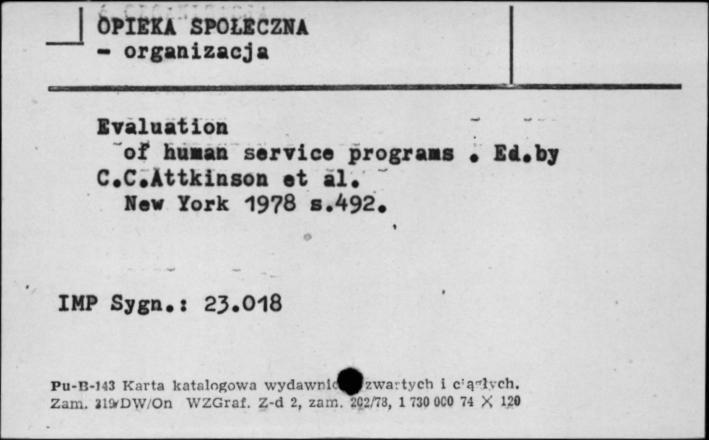 OPIEKA SPOŁECZNA
- organizacja
Evaluation
of human service programs . Ed.by
C.C.Attkinson et al.
New York 1978 s.492.
IMP Sygn.: 23.018
Pu-B-143 Karta katalogowa zwartych i ciągłych.
Zam. 319/DW/On WZGraf. Z-d 2, zam. 202/78, 1 730 000 74 X 120